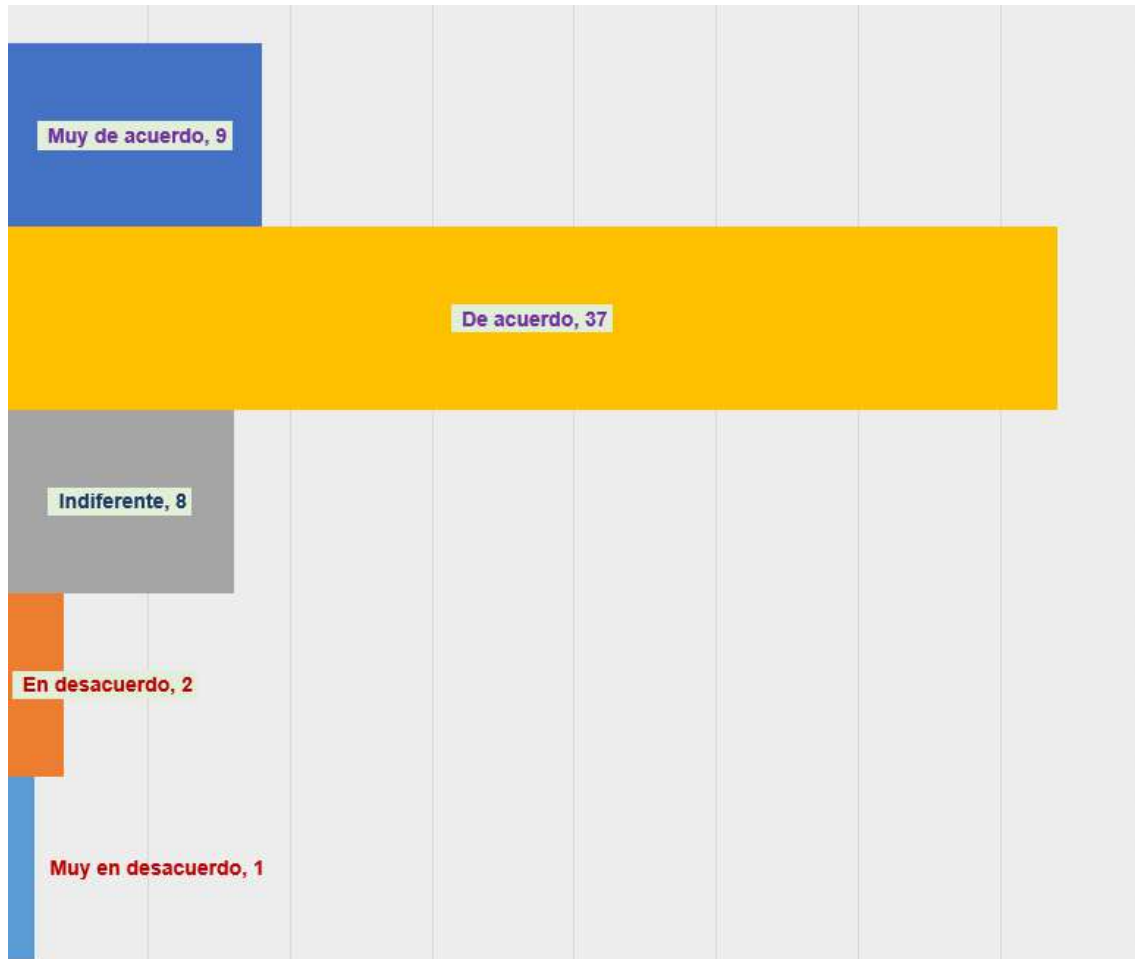 Muy de acuerdo, 9
De acuerdo, 37
Indiferente, 8
En desacuerdo, 2
Muy en desacuerdo, 1